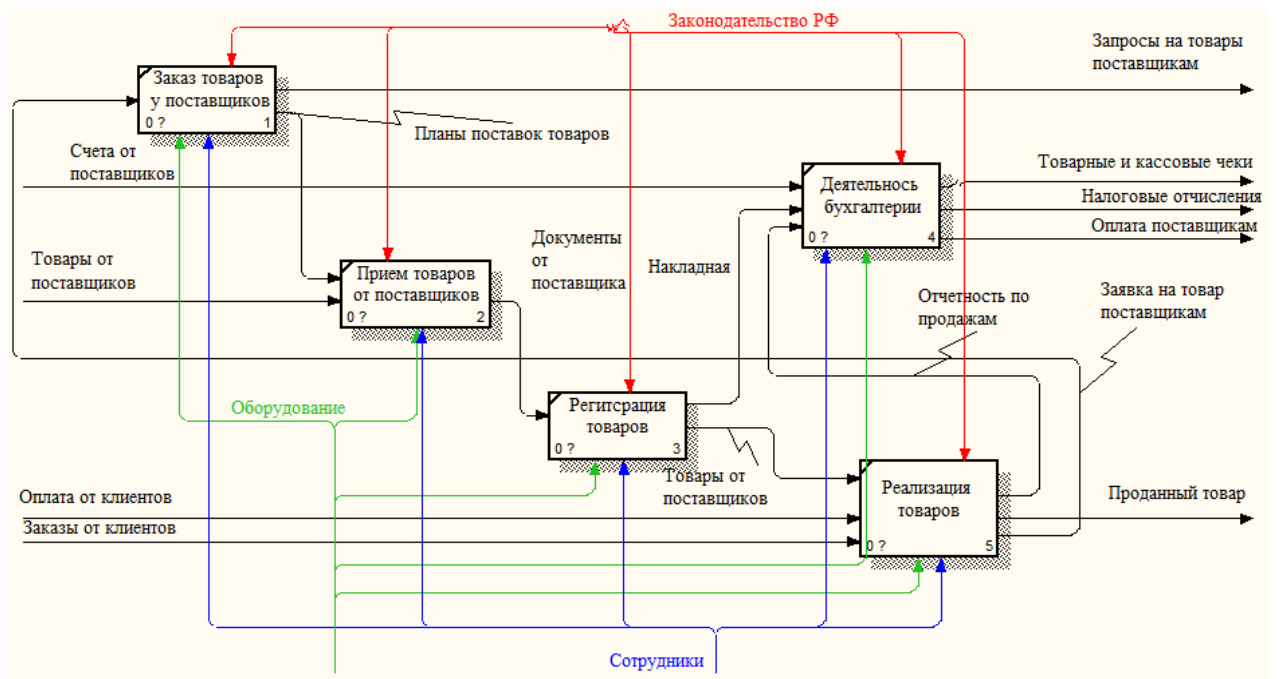 Законодательство РФ
Запросы на товары
поставщикам
Заказ товаров
у поставщиков
0 ?
1
Планы поставок товаров
Счета от
поставщиков
Товарные и кассовые чеки
Деятельнось
бухгалтерии
0 ?
4
Налоговые отчисления
Оплата поставщикам
Документы
от
поставщика
Накладная
Товары от
поставщиков
Прием товаров
от поставщиков
0 ?
2
Отчетность по
продажам
Заявка на товар
поставщикам
Оборудование
Регитсрация
товаров
0 ?
3
Товары от
поставщиков
Оплата от клиентов
Заказы от клиентов
Реализация
товаров
0 ?
5
Проданный товар
Сотрудники